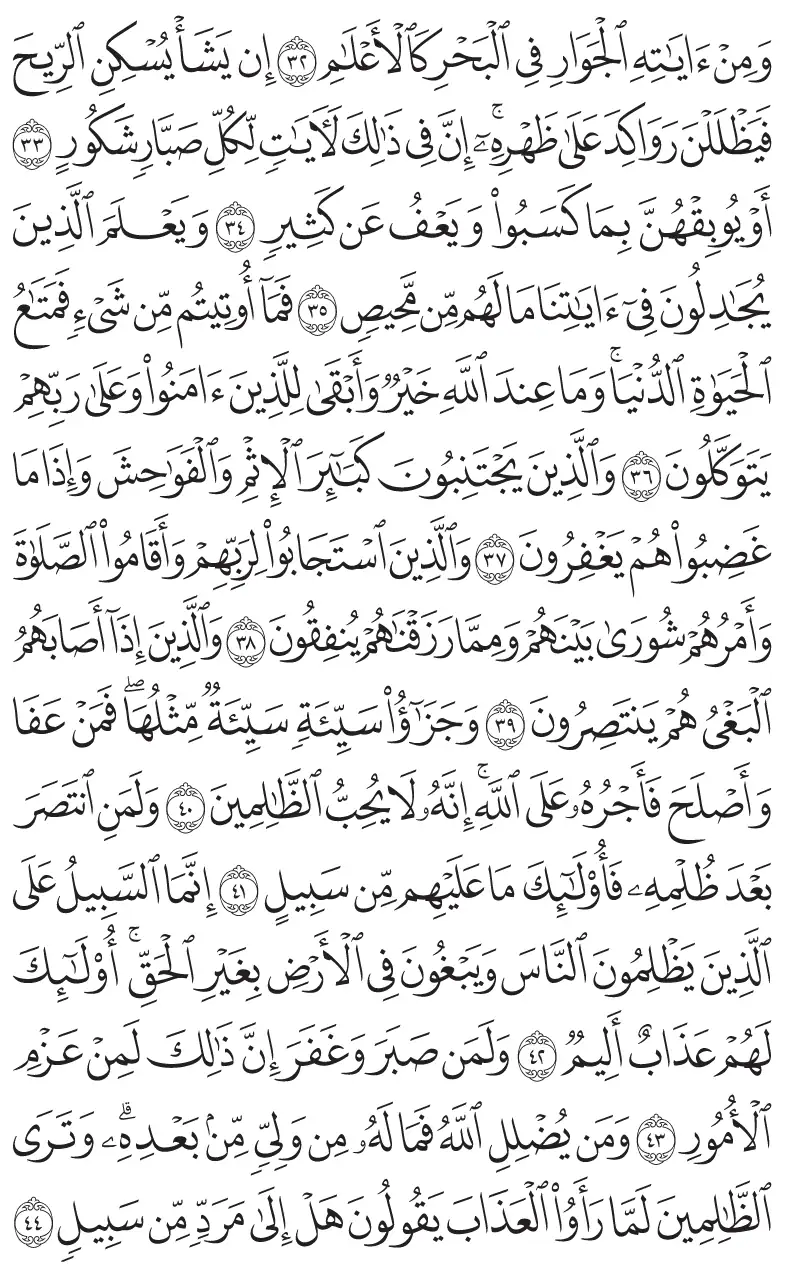 وَمِنْ ءَايَٰتِهِ ٱلْجَوَارِ فِى ٱلْبَحْرِ كَٱلْأَعْلَٰمِ ٣٢ إِن يَشَأْ يُسْكِنِ ٱلرِّيحَ
فَيَظْلَلْنَ رَوَاكِدَ عَلَىٰ ظَهْرِهِۦٓ ۚ إِنَّ فِى ذَٰلِكَ لَءَايَٰتٍ لِّكُلِّ صَبَّارٍ شَكُورٍ ٣٣
أَوْ يُوبِقْهُنَّ بِمَا كَسَبُوا۟ وَيَعْفُ عَن كَثِيرٍ ٣٤ وَيَعْلَمَ ٱلَّذِينَ
يُجَٰدِلُونَ فِىٓ ءَايَٰتِنَا مَا لَهُم مِّن مَّحِيصٍ ٣٥ فَمَآ أُوتِيتُم مِّن شَىْءٍ فَمَتَٰعُ
ٱلْحَيَوٰةِ ٱلدُّنْيَا ۚ وَمَا عِندَ ٱللَّهِ خَيْرٌ وَأَبْقَىٰ لِلَّذِينَ ءَامَنُوا۟ وَعَلَىٰ رَبِّهِمْ
يَتَوَكَّلُونَ ٣٦ وَٱلَّذِينَ يَجْتَنِبُونَ كَبَٰٓئِرَ ٱلْإِثْمِ وَٱلْفَوَٰحِشَ وَإِذَا مَا
غَضِبُوا۟ هُمْ يَغْفِرُونَ ٣٧ وَٱلَّذِينَ ٱسْتَجَابُوا۟ لِرَبِّهِمْ وَأَقَامُوا۟ ٱلصَّلَوٰةَ
وَأَمْرُهُمْ شُورَىٰ بَيْنَهُمْ وَمِمَّا رَزَقْنَٰهُمْ يُنفِقُونَ ٣٨ وَٱلَّذِينَ إِذَآ أَصَابَهُمُ
ٱلْبَغْىُ هُمْ يَنتَصِرُونَ ٣٩ وَجَزَٰٓؤُا۟ سَيِّئَةٍ سَيِّئَةٌ مِّثْلُهَا ۖ فَمَنْ عَفَا
وَأَصْلَحَ فَأَجْرُهُۥ عَلَى ٱللَّهِ ۚ إِنَّهُۥ لَا يُحِبُّ ٱلظَّٰلِمِينَ ٤٠ وَلَمَنِ ٱنتَصَرَ
بَعْدَ ظُلْمِهِۦ فَأُو۟لَٰٓئِكَ مَا عَلَيْهِم مِّن سَبِيلٍ ٤١ إِنَّمَا ٱلسَّبِيلُ عَلَى
ٱلَّذِينَ يَظْلِمُونَ ٱلنَّاسَ وَيَبْغُونَ فِى ٱلْأَرْضِ بِغَيْرِ ٱلْحَقِّ ۚ أُو۟لَٰٓئِكَ
لَهُمْ عَذَابٌ أَلِيمٌ ٤٢ وَلَمَن صَبَرَ وَغَفَرَ إِنَّ ذَٰلِكَ لَمِنْ عَزْمِ
ٱلْأُمُورِ ٤٣ وَمَن يُضْلِلِ ٱللَّهُ فَمَا لَهُۥ مِن وَلِىٍّ مِّنۢ بَعْدِهِۦ ۗ وَتَرَى
ٱلظَّٰلِمِينَ لَمَّا رَأَوُا۟ ٱلْعَذَابَ يَقُولُونَ هَلْ إِلَىٰ مَرَدٍّ مِّن سَبِيلٍ ٤٤